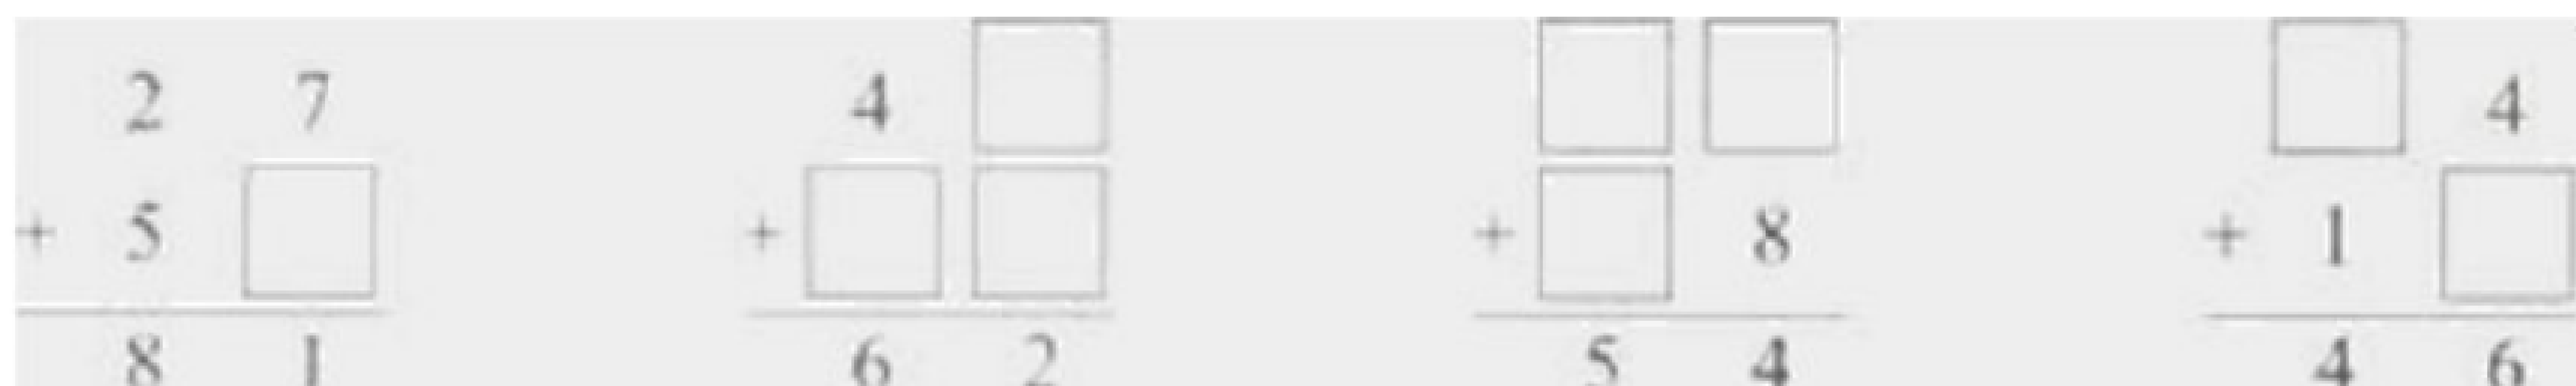 2 7 4 □ □ □ □ 4
+ 5 □ + □ □ + □ 8 + 1 □
8 1 6 2 5 4 4 6